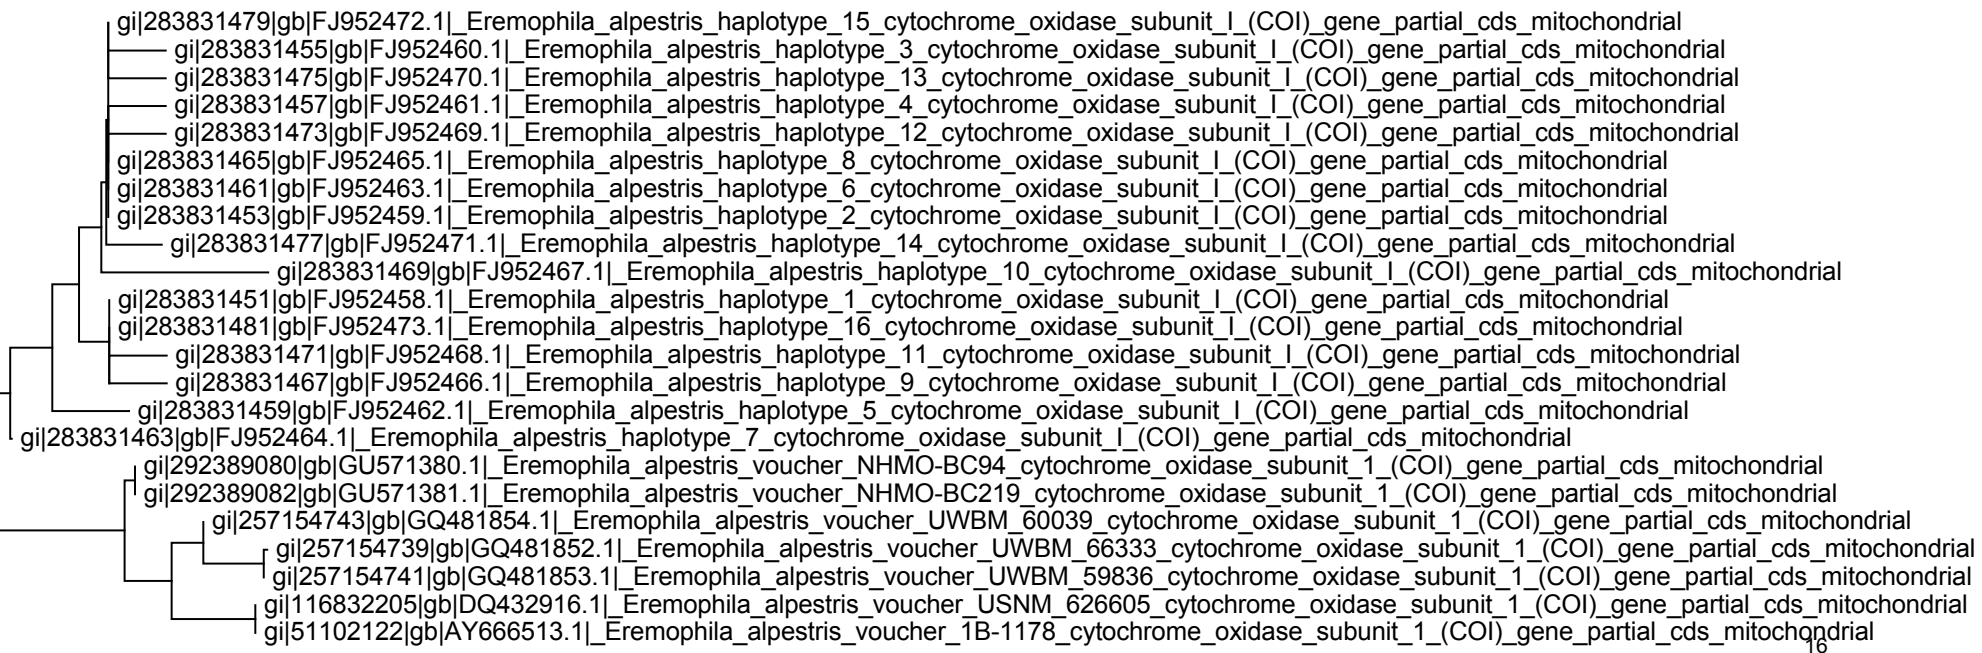 gi|283831479|gb|FJ952472.1|_Eremophila_alpestris_haplotype_15_cytochrome_oxidase_subunit_I_(COI)_gene_partial_cds_mitochondrial
gi|283831455|gb|FJ952460.1|_Eremophila_alpestris_haplotype_3_cytochrome_oxidase_subunit_I_(COI)_gene_partial_cds_mitochondrial
gi|283831475|gb|FJ952470.1|_Eremophila_alpestris_haplotype_13_cytochrome_oxidase_subunit_I_(COI)_gene_partial_cds_mitochondrial
gi|283831457|gb|FJ952461.1|_Eremophila_alpestris_haplotype_4_cytochrome_oxidase_subunit_I_(COI)_gene_partial_cds_mitochondrial
gi|283831473|gb|FJ952469.1|_Eremophila_alpestris_haplotype_12_cytochrome_oxidase_subunit_I_(COI)_gene_partial_cds_mitochondrial
gi|283831465|gb|FJ952465.1|_Eremophila_alpestris_haplotype_8_cytochrome_oxidase_subunit_I_(COI)_gene_partial_cds_mitochondrial
gi|283831461|gb|FJ952463.1|_Eremophila_alpestris_haplotype_6_cytochrome_oxidase_subunit_I_(COI)_gene_partial_cds_mitochondrial
gi|283831453|gb|FJ952459.1|_Eremophila_alpestris_haplotype_2_cytochrome_oxidase_subunit_I_(COI)_gene_partial_cds_mitochondrial
gi|283831477|gb|FJ952471.1|_Eremophila_alpestris_haplotype_14_cytochrome_oxidase_subunit_I_(COI)_gene_partial_cds_mitochondrial
gi|283831469|gb|FJ952467.1|_Eremophila_alpestris_haplotype_10_cytochrome_oxidase_subunit_I_(COI)_gene_partial_cds_mitochondrial
gi|283831451|gb|FJ952458.1|_Eremophila_alpestris_haplotype_1_cytochrome_oxidase_subunit_I_(COI)_gene_partial_cds_mitochondrial
gi|283831481|gb|FJ952473.1|_Eremophila_alpestris_haplotype_16_cytochrome_oxidase_subunit_I_(COI)_gene_partial_cds_mitochondrial
gi|283831471|gb|FJ952468.1|_Eremophila_alpestris_haplotype_11_cytochrome_oxidase_subunit_I_(COI)_gene_partial_cds_mitochondrial
gi|283831467|gb|FJ952466.1|_Eremophila_alpestris_haplotype_9_cytochrome_oxidase_subunit_I_(COI)_gene_partial_cds_mitochondrial
gi|283831459|gb|FJ952462.1|_Eremophila_alpestris_haplotype_5_cytochrome_oxidase_subunit_I_(COI)_gene_partial_cds_mitochondrial
gi|283831463|gb|FJ952464.1|_Eremophila_alpestris_haplotype_7_cytochrome_oxidase_subunit_I_(COI)_gene_partial_cds_mitochondrial
gi|292389080|gb|GU571380.1|_Eremophila_alpestris_voucher_NHMO-BC94_cytochrome_oxidase_subunit_1_(COI)_gene_partial_cds_mitochondrial
gi|292389082|gb|GU571381.1|_Eremophila_alpestris_voucher_NHMO-BC219_cytochrome_oxidase_subunit_1_(COI)_gene_partial_cds_mitochondrial
gi|257154743|gb|GQ481854.1|_Eremophila_alpestris_voucher_UWBM_60039_cytochrome_oxidase_subunit_1_(COI)_gene_partial_cds_mitochondrial
gi|257154739|gb|GQ481852.1|_Eremophila_alpestris_voucher_UWBM_66333_cytochrome_oxidase_subunit_1_(COI)_gene_partial_cds_mitochondrial
gi|257154741|gb|GQ481853.1|_Eremophila_alpestris_voucher_UWBM_59836_cytochrome_oxidase_subunit_1_(COI)_gene_partial_cds_mitochondrial
gi|116832205|gb|DQ432916.1|_Eremophila_alpestris_voucher_USNM_626605_cytochrome_oxidase_subunit_1_(COI)_gene_partial_cds_mitochondrial
gi|51102122|gb|AY666513.1|_Eremophila_alpestris_voucher_1B-1178_cytochrome_oxidase_subunit_1_(COI)_gene_partial_cds_mitochondrial
16